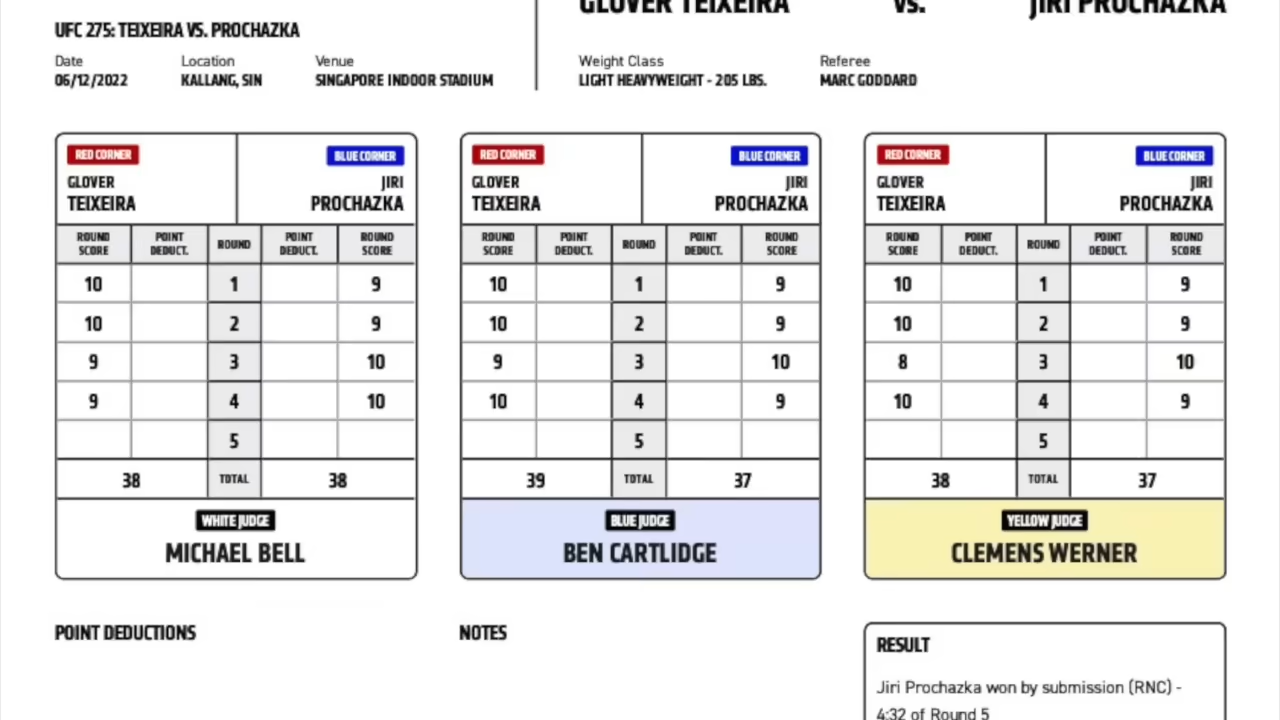 GLOVER TEIXEIRA vs. JIRI PROCHAZKA
UFC 275: TEIXEIRA VS. PROCHAZKA
Date Location Venue Weight Class Referee
06/12/2022 KALLANG, SIN SINGAPORE INDOOR STADIUM LIGHT HEAVYWEIGHT - 205 LBS. MARC GODDARD
RED CORNER BLUE CORNER
GLOVER JIRI
TEIXEIRA PROCHAZKA
ROUND POINT ROUND POINT ROUND
SCORE DEDUCT. DEDUCT. SCORE
10 1 9
10 2 9
9 3 10
9 4 10
5
38 TOTAL 38
WHITE JUDGE
MICHAEL BELL
RED CORNER BLUE CORNER
GLOVER JIRI
TEIXEIRA PROCHAZKA
ROUND POINT ROUND POINT ROUND
SCORE DEDUCT. DEDUCT. SCORE
10 1 9
10 2 9
9 3 10
10 4 9
5
39 TOTAL 37
BLUE JUDGE
BEN CARTLIDGE
RED CORNER BLUE CORNER
GLOVER JIRI
TEIXEIRA PROCHAZKA
ROUND POINT ROUND POINT ROUND
SCORE DEDUCT. DEDUCT. SCORE
10 1 9
10 2 9
8 3 10
10 4 9
5
38 TOTAL 37
YELLOW JUDGE
CLEMENS WERNER
POINT DEDUCTIONS
NOTES
RESULT
Jiri Prochazka won by submission (RNC) -
4:32 of Round 5